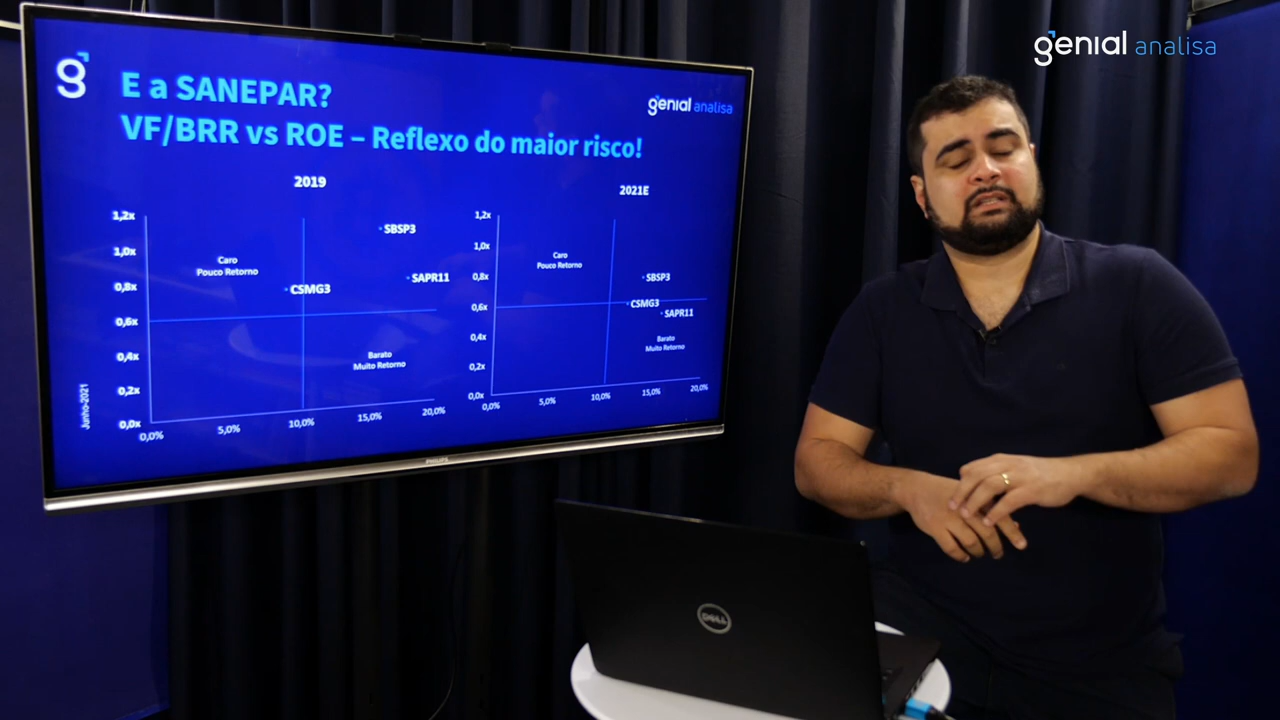 genial analisa
g
E a SANEPAR?
genial analisa
VF/BRR vs ROE – Reflexo do maior risco!
2019
1,2x
1,0x
0,8x
0,6x
0,4x
0,2x
0,0x
0,0%
5,0%
10,0%
15,0%
20,0%
Caro
Pouco Retorno
SBSP3
SAPR11
CSMG3
Barato
Muito Retorno
2021E
1,2x
1,0x
0,8x
0,6x
0,4x
0,2x
0,0x
0,0%
5,0%
10,0%
15,0%
20,0%
Caro
Pouco Retorno
SBSP3
CSMG3
SAPR11
Barato
Muito Retorno
Junho-2021
PHILIPS
DELL